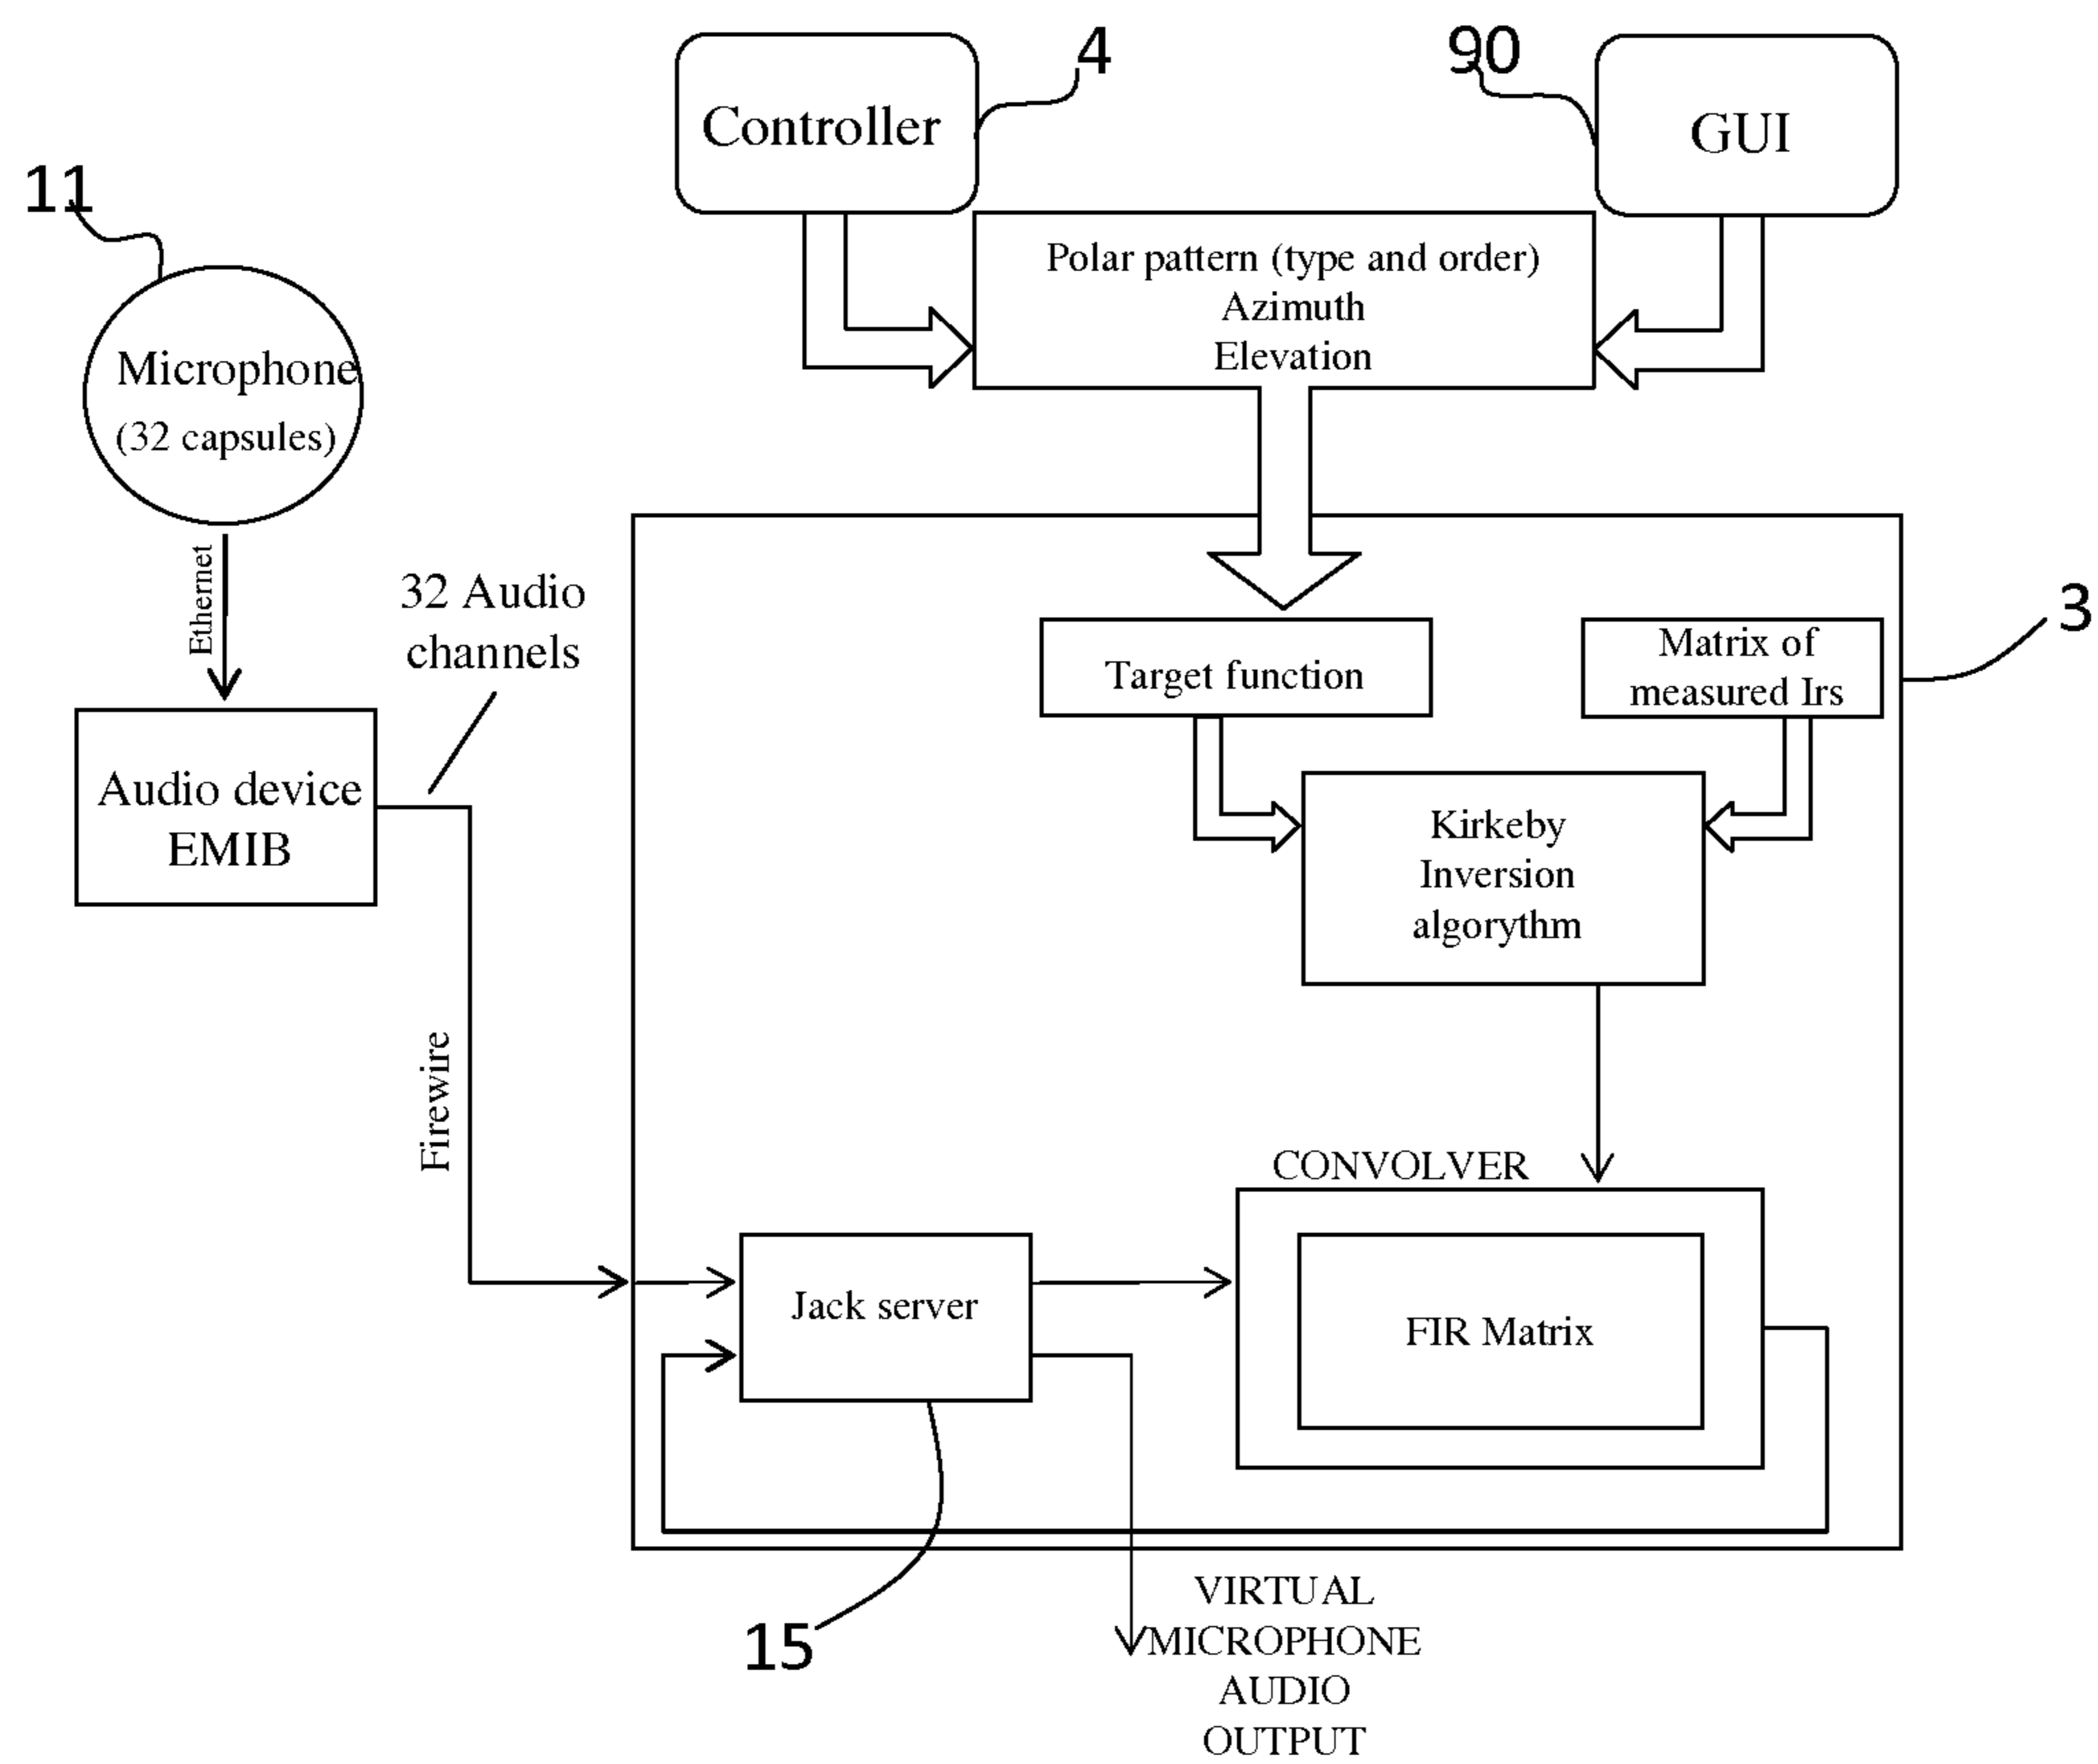 4
90
Controller
GUI
11
Polar pattern (type and order)
Azimuth
Elevation
Microphone
(32 capsules)
Ethernet
32 Audio
channels
3
Target function
Matrix of
measured Irs
Audio device
EMIB
Kirkeby
Inversion
algorythm
Firewire
CONVOLVER
Jack server
FIR Matrix
15
VIRTUAL
MICROPHONE
AUDIO
OUTPUT